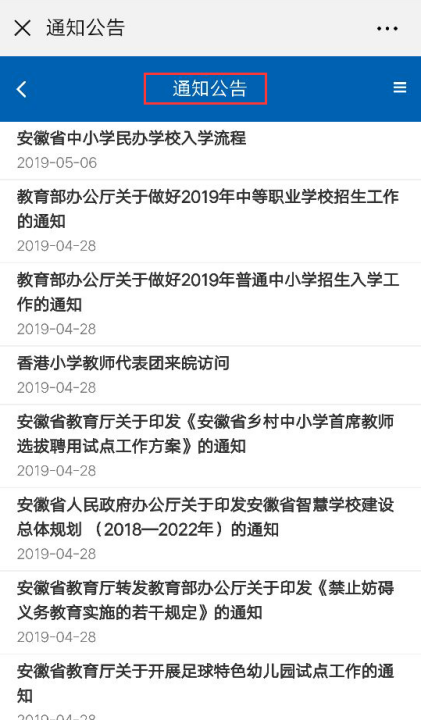 通知公告
通知公告
安徽省中小学民办学校入学流程
2019-05-06
教育部办公厅关于做好2019年中等职业学校招生工作
的通知
2019-04-28
教育部办公厅关于做好2019年普通中小学招生入学工
作的通知
2019-04-28
香港小学教师代表团来皖访问
2019-04-28
安徽省教育厅关于印发《安徽省乡村中小学首席教师
选拔聘用试点工作方案》的通知
2019-04-28
安徽省人民政府办公厅关于印发安徽省智慧学校建设
总体规划 （2018—2022年）的通知
2019-04-28
安徽省教育厅转发教育部办公厅关于印发《禁止妨碍
义务教育实施的若干规定》的通知
2019-04-28
安徽省教育厅关于开展足球特色幼儿园试点工作的通
知
2019-04-28